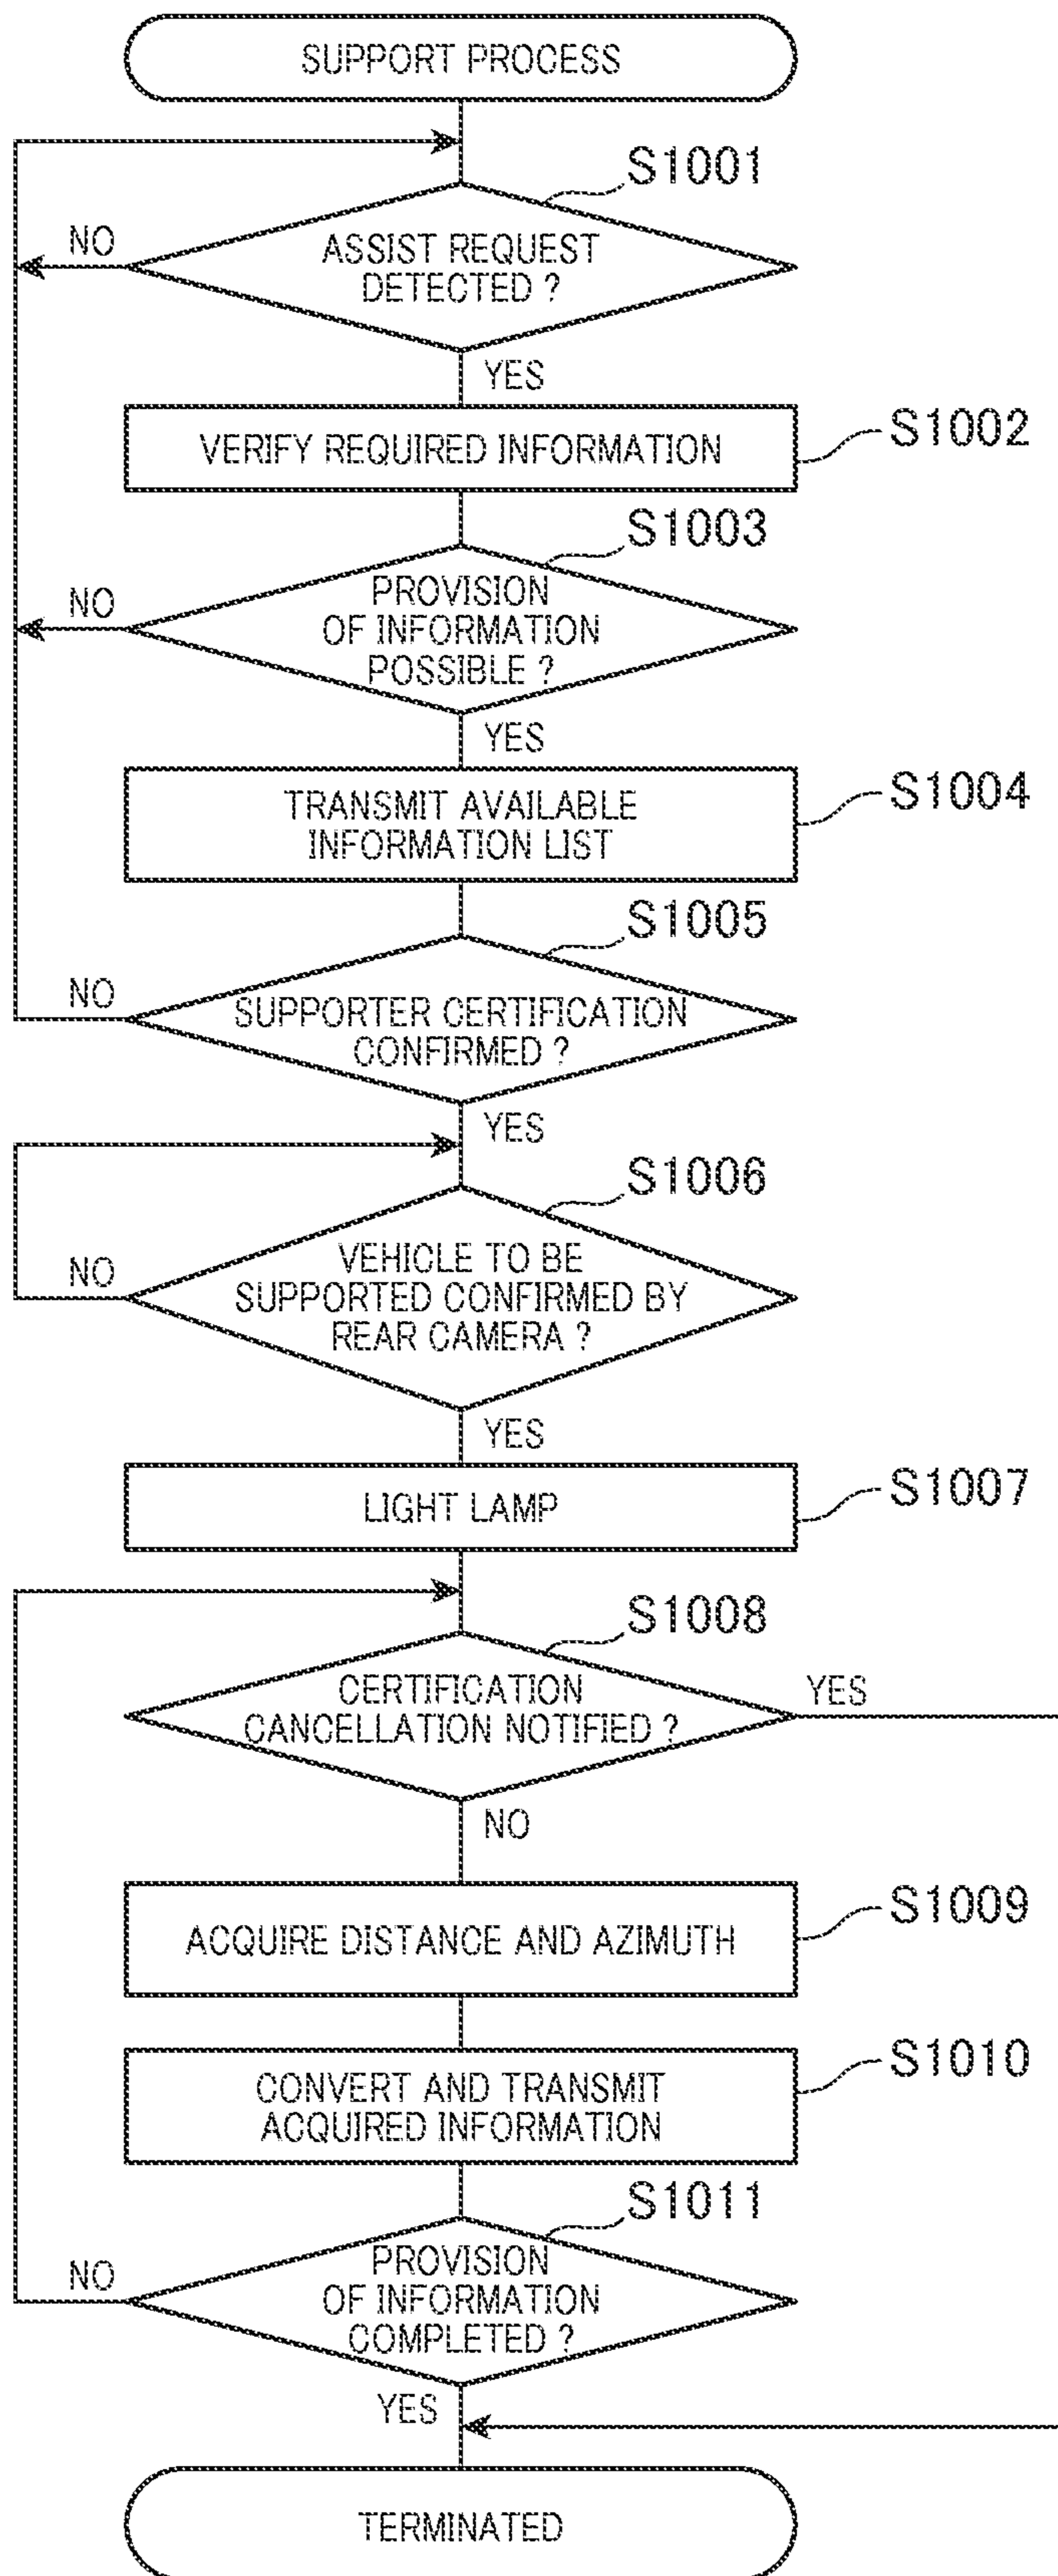 SUPPORT PROCESS
S1001
NO
ASSIST REQUEST
DETECTED ?
YES
VERIFY REQUIRED INFORMATION
S1002
S1003
NO
PROVISION
OF INFORMATION
POSSIBLE ?
YES
TRANSMIT AVAILABLE
INFORMATION LIST
S1004
S1005
NO
SUPPORTER CERTIFICATION
CONFIRMED ?
YES
S1006
NO
VEHICLE TO BE
SUPPORTED CONFIRMED BY
REAR CAMERA ?
YES
LIGHT LAMP
S1007
S1008
CERTIFICATION
CANCELLATION NOTIFIED ?
YES
NO
ACQUIRE DISTANCE AND AZIMUTH
S1009
CONVERT AND TRANSMIT
ACQUIRED INFORMATION
S1010
S1011
NO
PROVISION
OF INFORMATION
COMPLETED ?
YES
TERMINATED